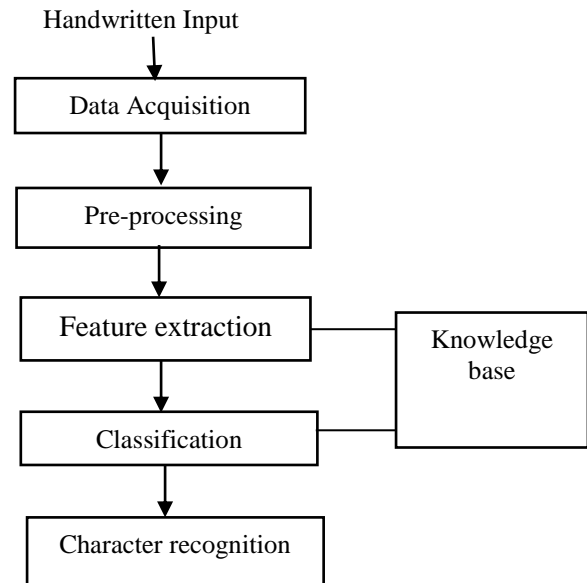 Handwritten Input
Data Acquisition
Pre-processing
Feature extraction
Knowledge
base
Classification
Character recognition